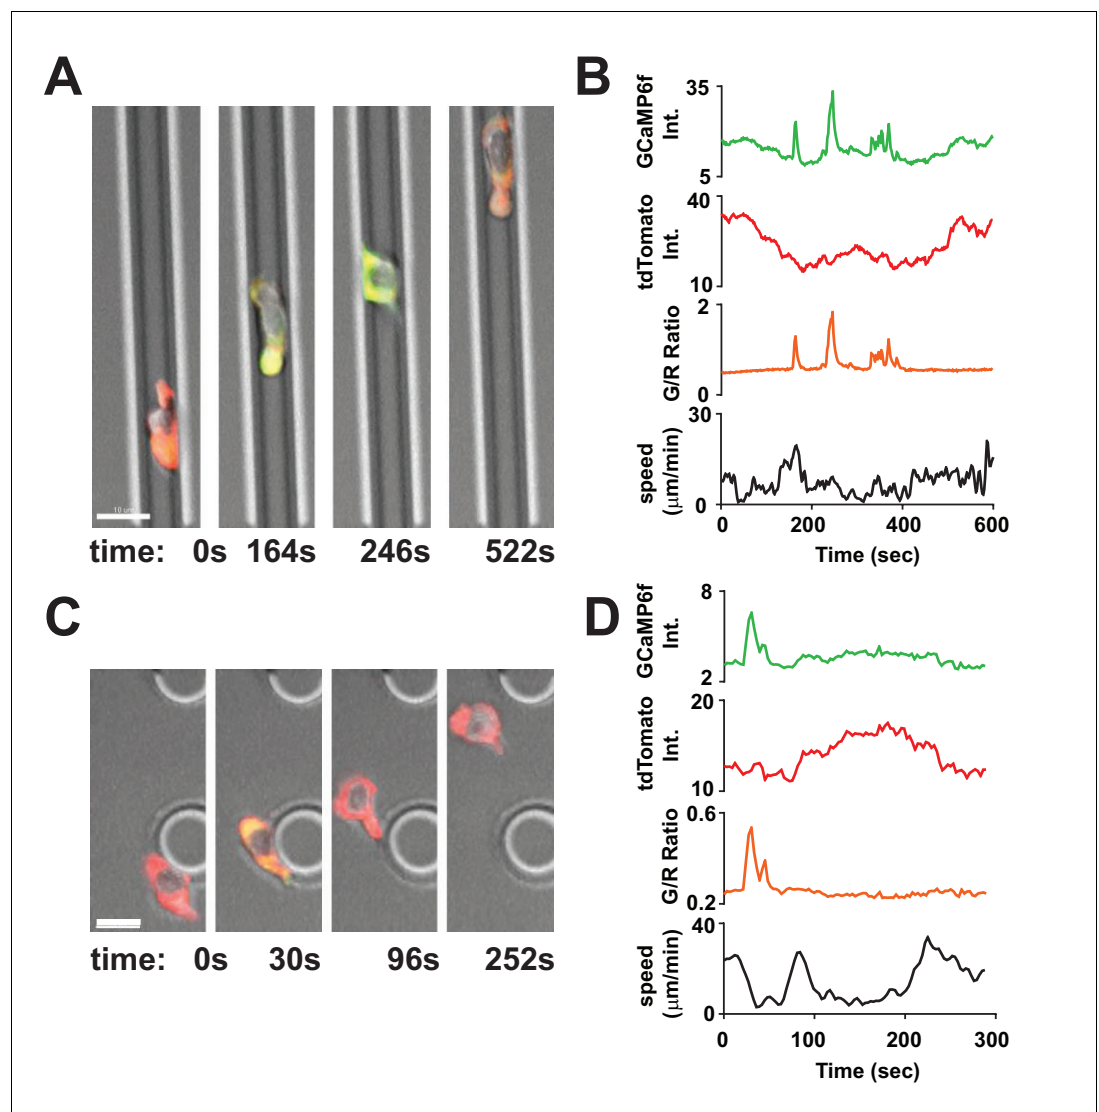 A
10 um
time: 0s 164s 246s 522s
B
GCaMP6f
Int.
35
5
tdTomato
Int.
40
10
G/R Ratio
2
0
speed
(μm/min)
30
0
0 200 400 600
Time (sec)
C
time: 0s 30s 96s 252s
D
GCaMP6f
Int.
8
2
tdTomato
Int.
20
10
G/R Ratio
0.6
0.2
speed
(μm/min)
40
0
0 100 200 300
Time (sec)